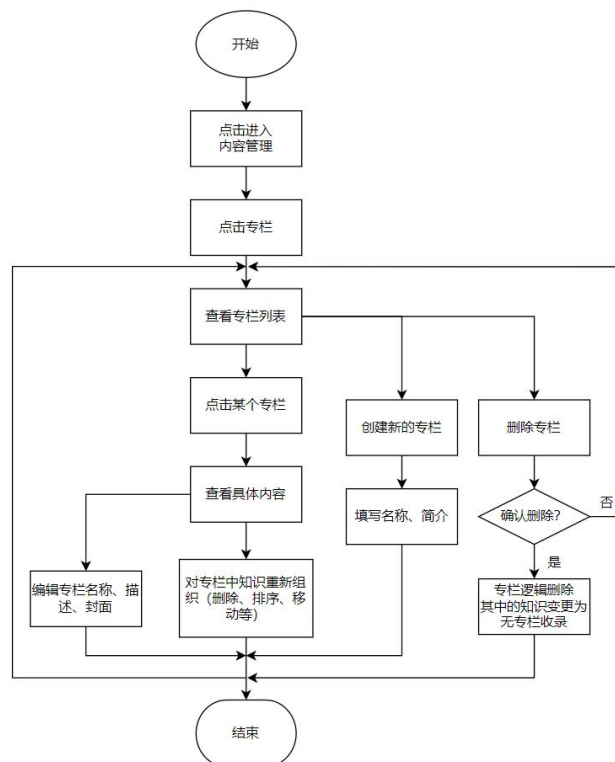 开始
点击进入
内容管理
点击专栏
查看专栏列表
点击某个专栏
创建新的专栏
删除专栏
查看具体内容
填写名称、简介
确认删除?
否
是
编辑专栏名称、描
述、封面
对专栏中知识重新组
织（删除、排序、移
动等）
专栏逻辑删除
其中的知识变更为
无专栏收录
结束